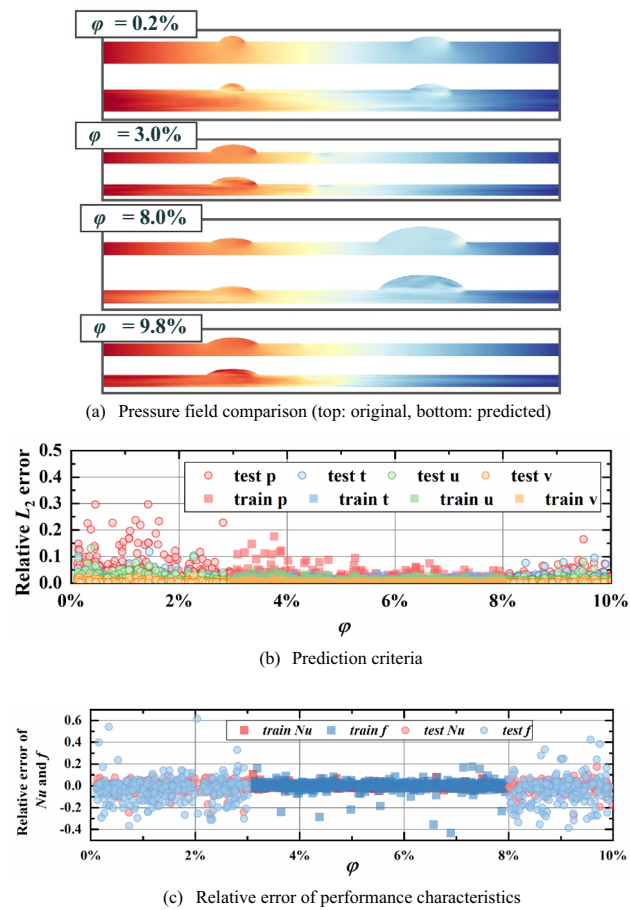 φ = 0.2%
φ = 3.0%
φ = 8.0%
φ = 9.8%
(a) Pressure field comparison (top: original, bottom: predicted)
Relative L2 error
0.5
0.4
0.3
0.2
0.1
0.0
test p test t test u test v
train p train t train u train v
0% 2% 4% 6% 8% 10%
φ
(b) Prediction criteria
Relative error of
Nu and f
0.6
0.4
0.2
0.0
-0.2
-0.4
train Nu train f test Nu test f
0% 2% 4% 6% 8% 10%
φ
(c) Relative error of performance characteristics